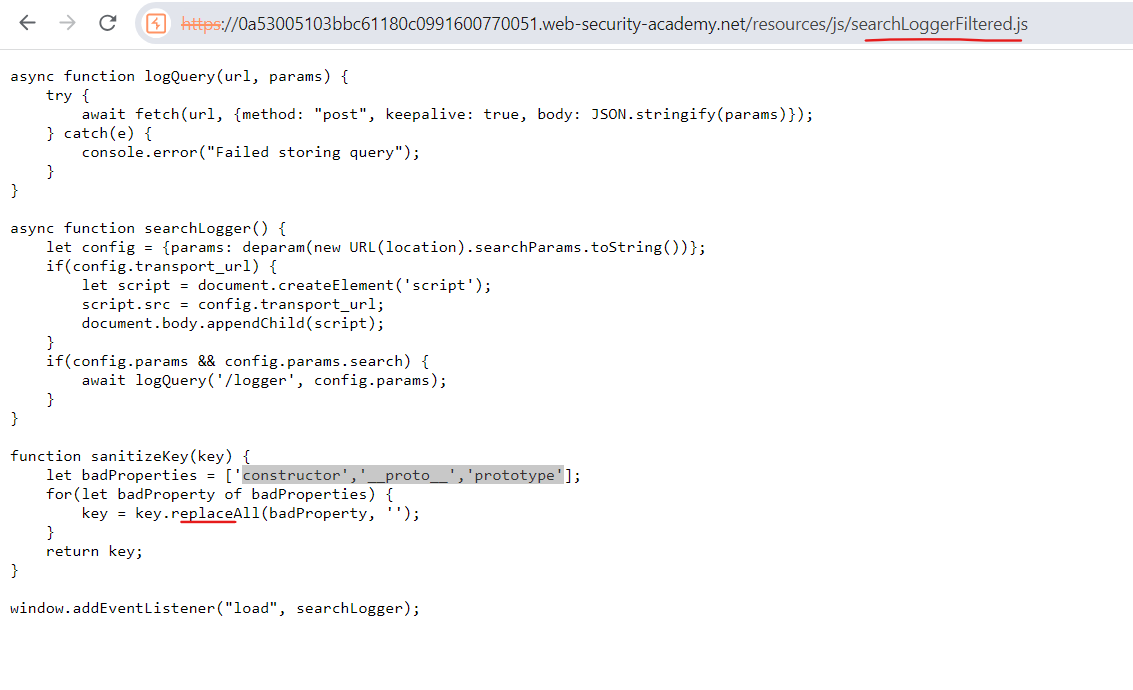 https://0a53005103bbc61180c0991600770051.web-security-academy.net/resources/js/searchLoggerFiltered.js
async function logQuery(url, params) {
    try {
        await fetch(url, {method: "post", keepalive: true, body: JSON.stringify(params)});
    } catch(e) {
        console.error("Failed storing query");
    }
}
async function searchLogger() {
    let config = {params: deparam(new URL(location).searchParams.toString())};
    if(config.transport_url) {
        let script = document.createElement('script');
        script.src = config.transport_url;
        document.body.appendChild(script);
    }
    if(config.params && config.params.search) {
        await logQuery('/logger', config.params);
    }
}
function sanitizeKey(key) {
    let badProperties = ['constructor','__proto__','prototype'];
    for(let badProperty of badProperties) {
        key = key.replaceAll(badProperty, '');
    }
    return key;
}
window.addEventListener("load", searchLogger);